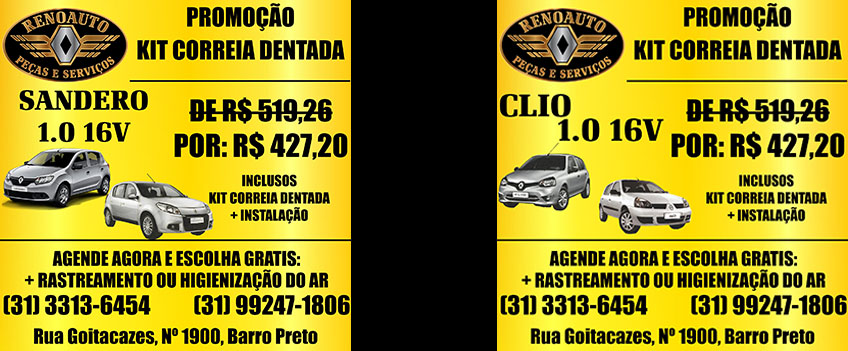 RENOAUTO
PEÇAS E SERVIÇOS
PROMOÇÃO
KIT CORREIA DENTADA
SANDERO
1.0 16V
DE R$ 519,26
POR: R$ 427,20
INCLUSOS
KIT CORREIA DENTADA
+ INSTALAÇÃO
AGENDE AGORA E ESCOLHA GRATIS:
+ RASTREAMENTO OU HIGIENIZAÇÃO DO AR
(31) 3313-6454 (31) 99247-1806
Rua Goitacazes, Nº 1900, Barro Preto
RENOAUTO
PEÇAS E SERVIÇOS
PROMOÇÃO
KIT CORREIA DENTADA
CLIO
1.0 16V
DE R$ 519,26
POR: R$ 427,20
INCLUSOS
KIT CORREIA DENTADA
+ INSTALAÇÃO
AGENDE AGORA E ESCOLHA GRATIS:
+ RASTREAMENTO OU HIGIENIZAÇÃO DO AR
(31) 3313-6454 (31) 99247-1806
Rua Goitacazes, Nº 1900, Barro Preto